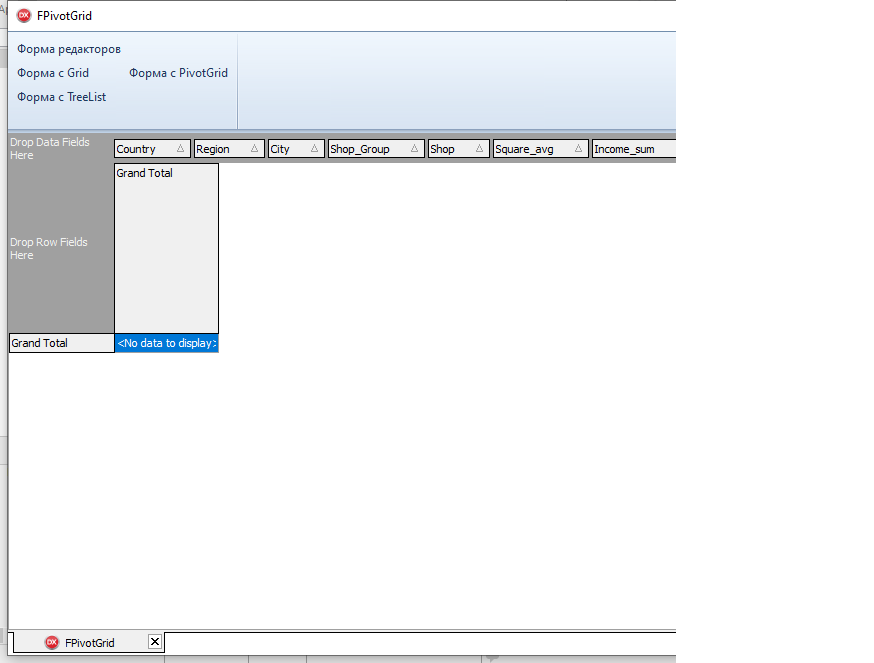 DX FPivotGrid
Форма редакторов
Форма с Grid Форма с PivotGrid
Форма с TreeList
Drop Data Fields
Here
Country Region City Shop_Group Shop Square_avg Income_sum
Grand Total
Drop Row Fields
Here
Grand Total <No data to display>
DX FPivotGrid